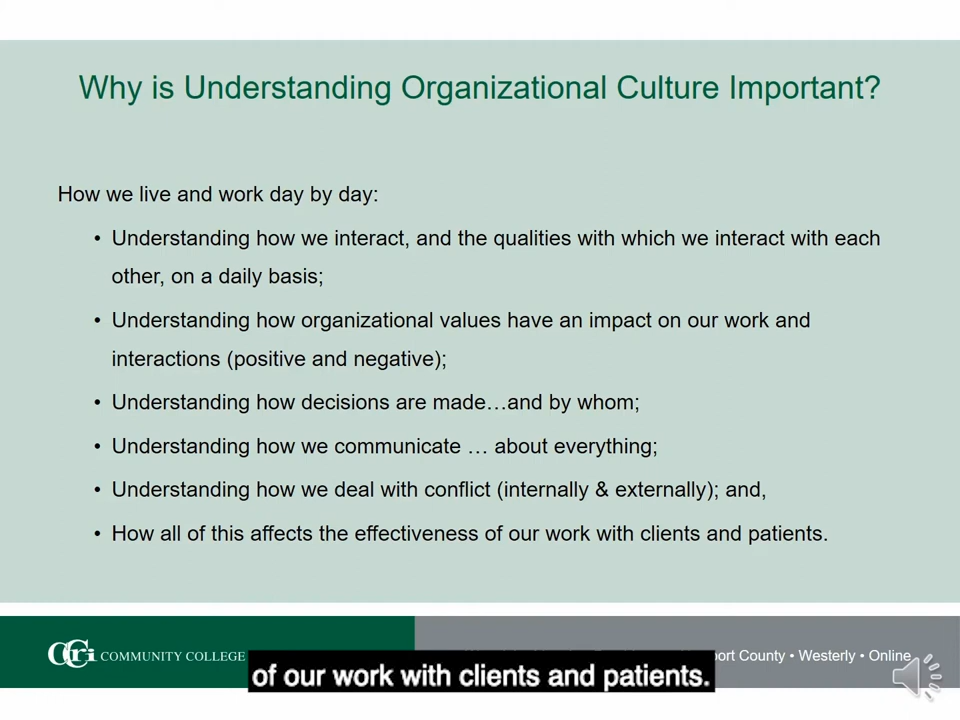 Why is Understanding Organizational Culture Important?
How we live and work day by day:
• Understanding how we interact, and the qualities with which we interact with each
other, on a daily basis;
• Understanding how organizational values have an impact on our work and
interactions (positive and negative);
• Understanding how decisions are made…and by whom;
• Understanding how we communicate … about everything;
• Understanding how we deal with conflict (internally & externally); and,
• How all of this affects the effectiveness of our work with clients and patients.
CCRI COMMUNITY COLLEGE
County • Westerly • Online
of our work with clients and patients.